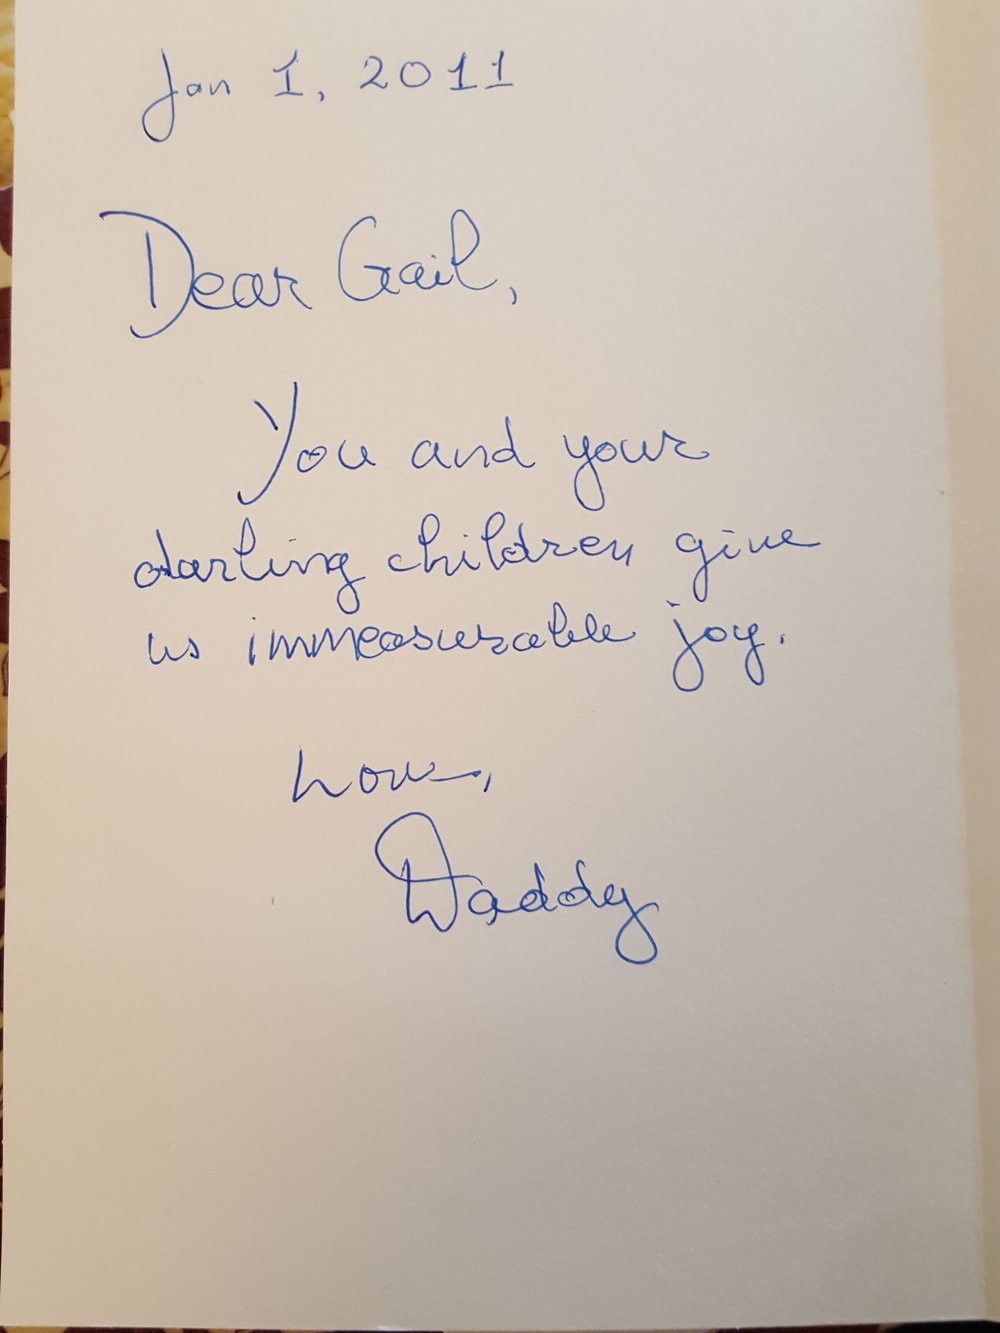 Jan 1, 2011
Dear Gail,
You and your
darling children give
us immeasurable joy.
Love,
Daddy